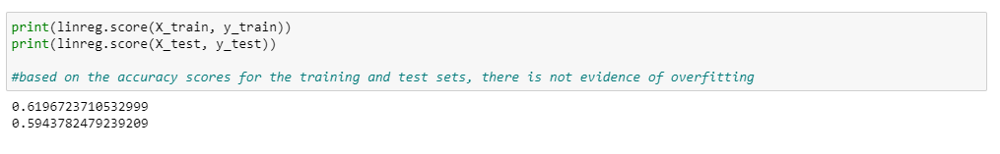 print(linreg.score(X_train, y_train))
print(linreg.score(X_test, y_test))
#based on the accuracy scores for the training and test sets, there is not evidence of overfitting
0.6196723710532999
0.5943782479239209